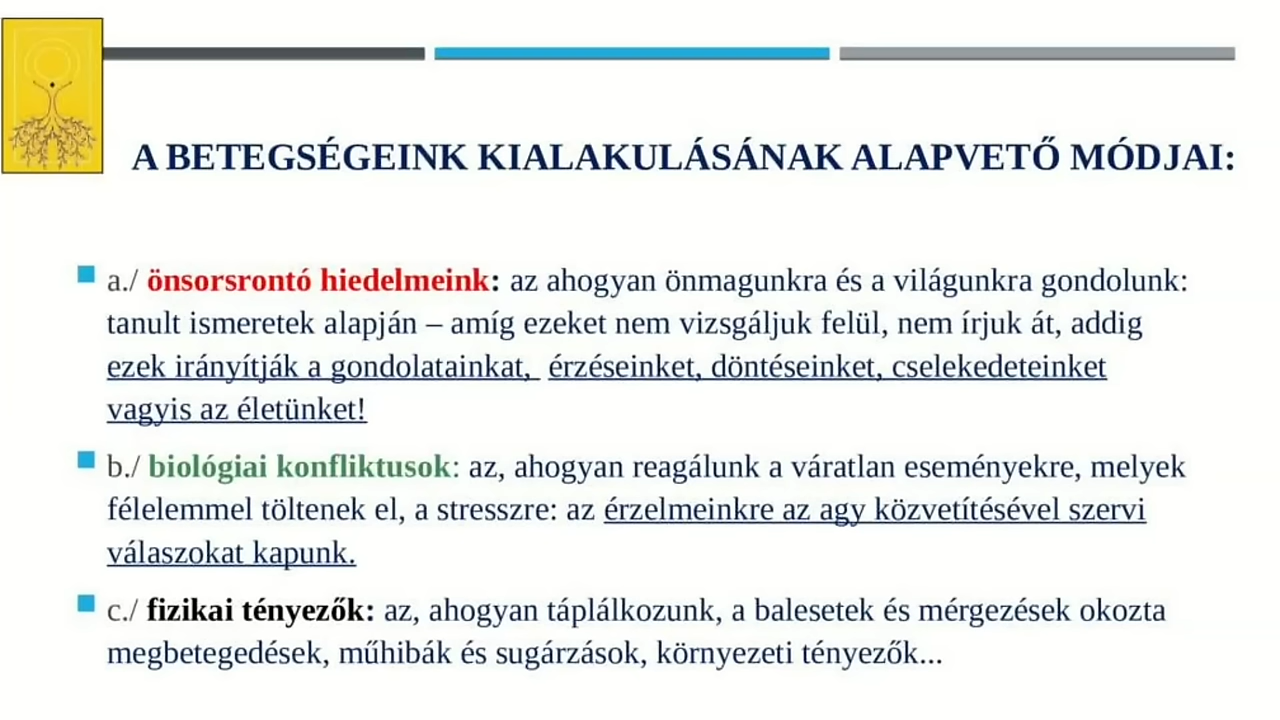 A BETEGSÉGEINK KIALAKULÁSÁNAK ALAPVETŐ MÓDJAI:
a./ önsorsrontó hiedelmeink: az ahogyan önmagunkra és a világunkra gondolunk:
tanult ismeretek alapján – amíg ezeket nem vizsgáljuk felül, nem írjuk át, addig
ezek irányítják a gondolatainkat, érzéseinket, döntéseinket, cselekedeteinket
vagyis az életünket!
b./ biológiai konfliktusok: az, ahogyan reagálunk a váratlan eseményekre, melyek
félelemmel töltenek el, a stresszre: az érzelmeinkre az agy közvetítésével szervi
válaszokat kapunk.
c./ fizikai tényezők: az, ahogyan táplálkozunk, a balesetek és mérgezések okozta
megbetegedések, műhibák és sugárzások, környezeti tényezők...